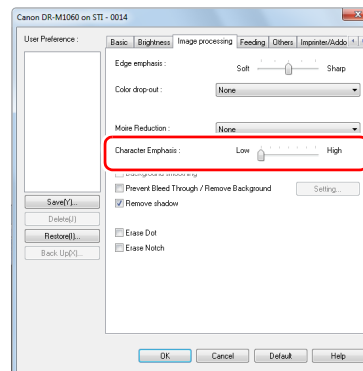 Canon DR-M1060 on STI - 0014
User Preference :
Basic Brightness Image processing Feeding Others Imprinter/Addo
Edge emphasis : Soft Sharp
Color drop-out : None
Moire Reduction : None
Character Emphasis : Low High
Prevent Bleed Through / Remove Background Setting...
Save(Y)...
Remove shadow
Delete(J)
Restore(I)...
Erase Dot
Back Up(X)...
Erase Notch
OK Cancel Default Help